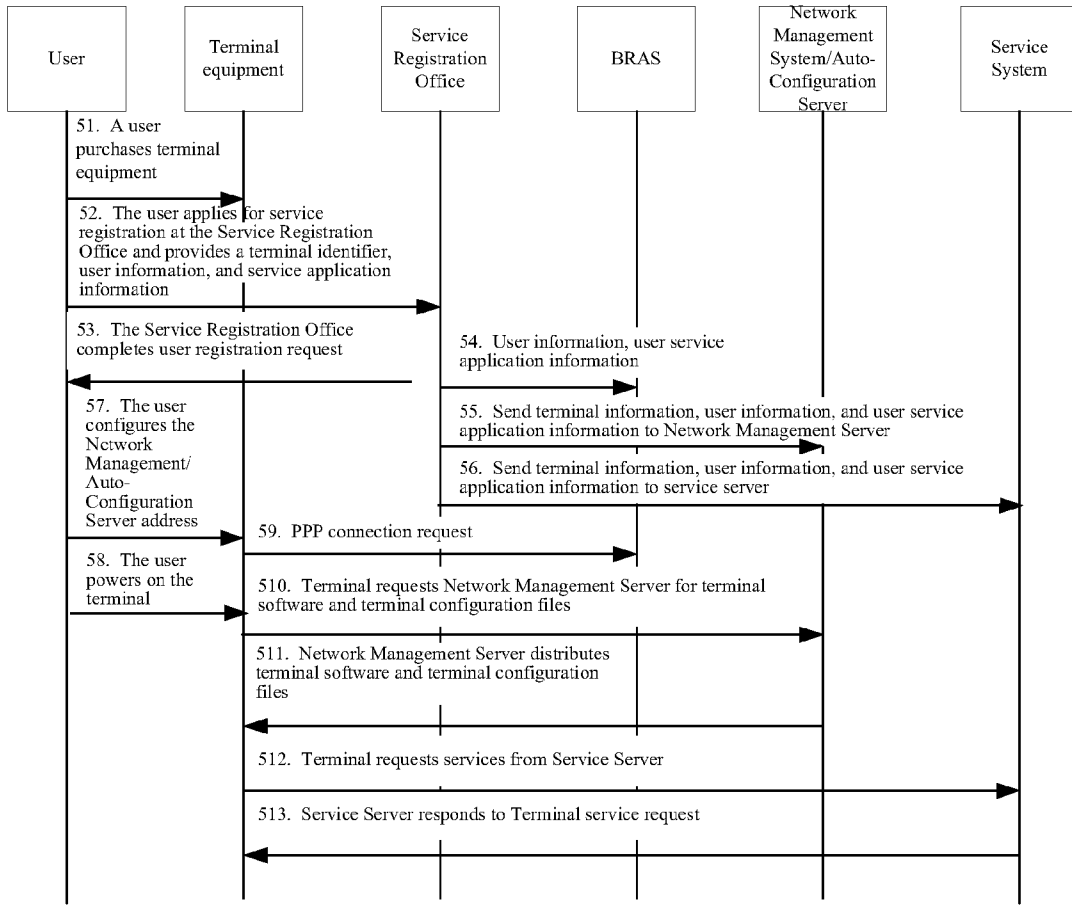 User
Terminal
equipment
Service
Registration
Office
BRAS
Network
Management
System/Auto-
Configuration
Server
Service
System
51. A user
purchases terminal
equipment
52. The user applies for service
registration at the Service Registration
Office and provides a terminal identifier,
user information, and service application
information
53. The Service Registration Office
completes user registration request
54. User information, user service
application information
55. Send terminal information, user information, and user service
application information to Network Management Server
56. Send terminal information, user information, and user service
application information to service server
57. The user
configures the
Network
Management/
Auto-
Configuration
Server address
58. The user
powers on the
terminal
59. PPP connection request
510. Terminal requests Network Management Server for terminal
software and terminal configuration files
511. Network Management Server distributes
terminal software and terminal configuration
files
512. Terminal requests services from Service Server
513. Service Server responds to Terminal service request